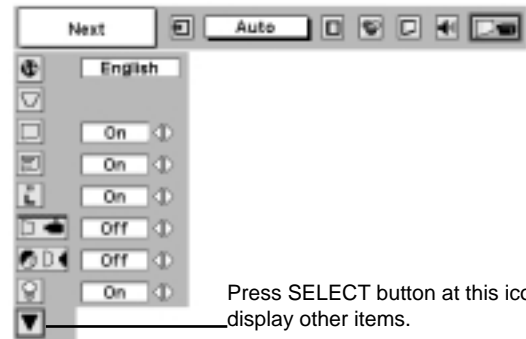 Next
Auto
English
On
On
On
Off
Off
On
Press SELECT button at this ico
display other items.